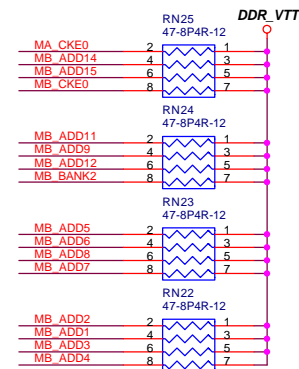 DDR_VTT
RN25
47-8P4R-12
MA_CKE0 2 1
MB_ADD14 4 3
MB_ADD15 6 5
MB_CKE0 8 7
RN24
47-8P4R-12
MB_ADD11 2 1
MB_ADD9 4 3
MB_ADD12 6 5
MB_BANK2 8 7
RN23
47-8P4R-12
MB_ADD5 2 1
MB_ADD6 4 3
MB_ADD8 6 5
MB_ADD7 8 7
RN22
47-8P4R-12
MB_ADD2 2 1
MB_ADD1 4 3
MB_ADD3 6 5
MB_ADD4 8 7